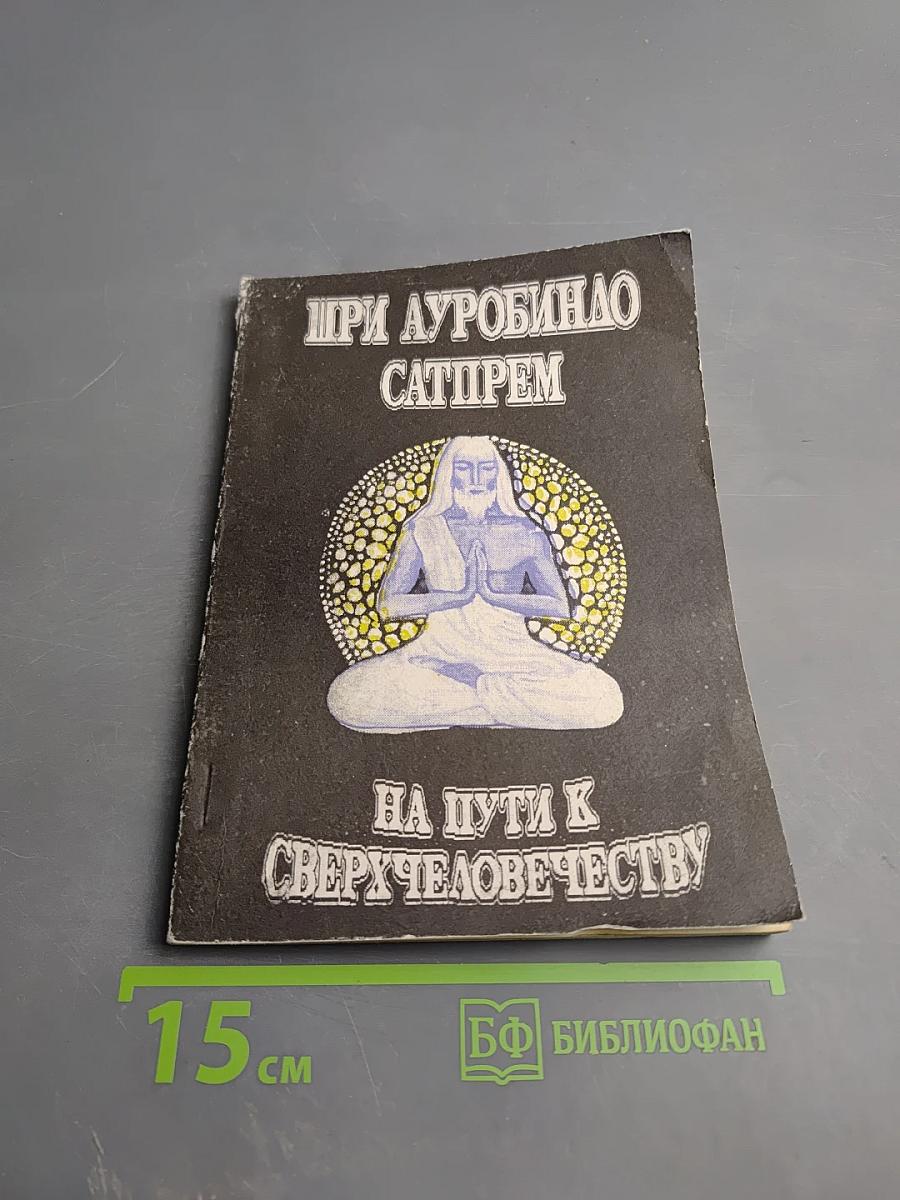 ШРИ АУРОБИНДО
САТПРЕМ
НА ПУТИ К
СВЕРХЧЕЛОВЕЧЕСТВУ
15 см
БФ БИБЛИОФАН